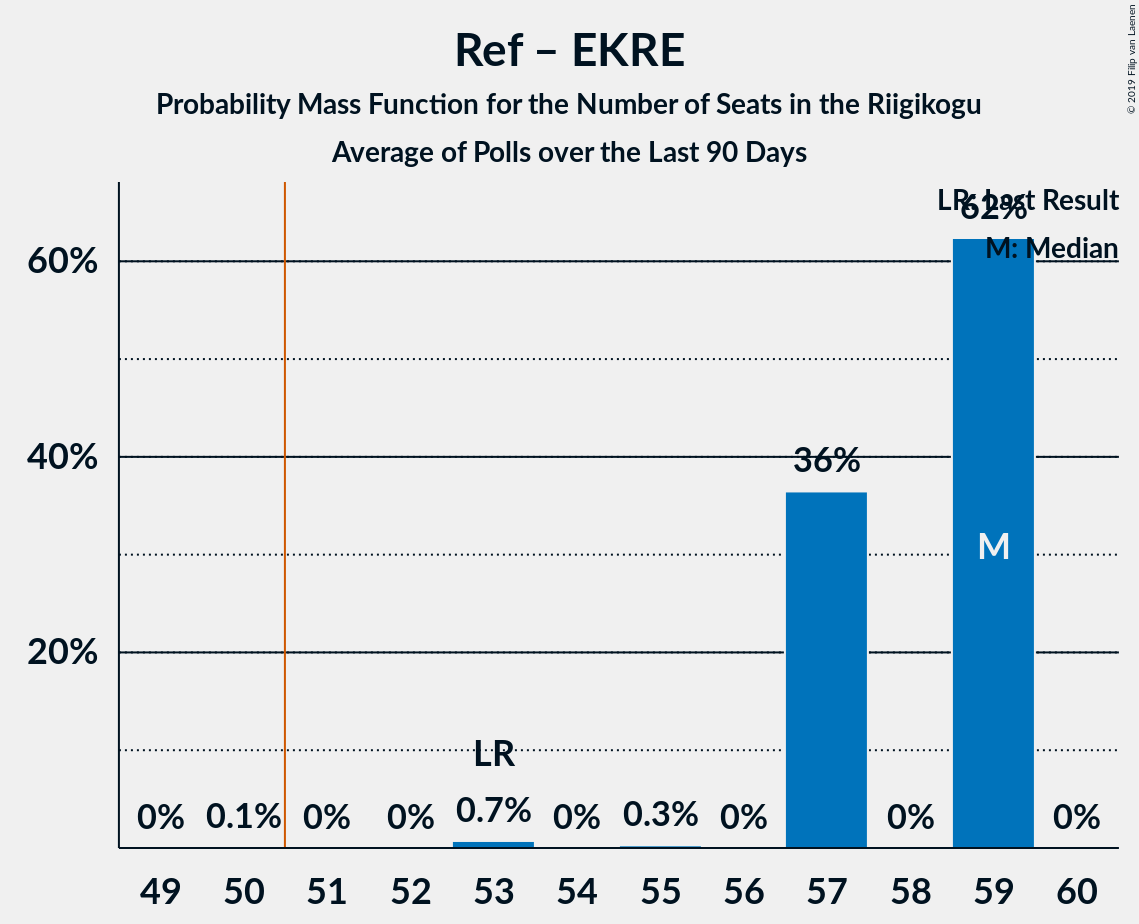 Ref – EKRE
Probability Mass Function for the Number of Seats in the Riigikogu
Average of Polls over the Last 90 Days
© 2019 Filip van Laenen
LR: Last Result
M: Median
60%
40%
20%
0%
0.1%
0%
0%
LR
0.7%
0%
0.3%
0%
36%
0%
62%
M
0%
49 50 51 52 53 54 55 56 57 58 59 60